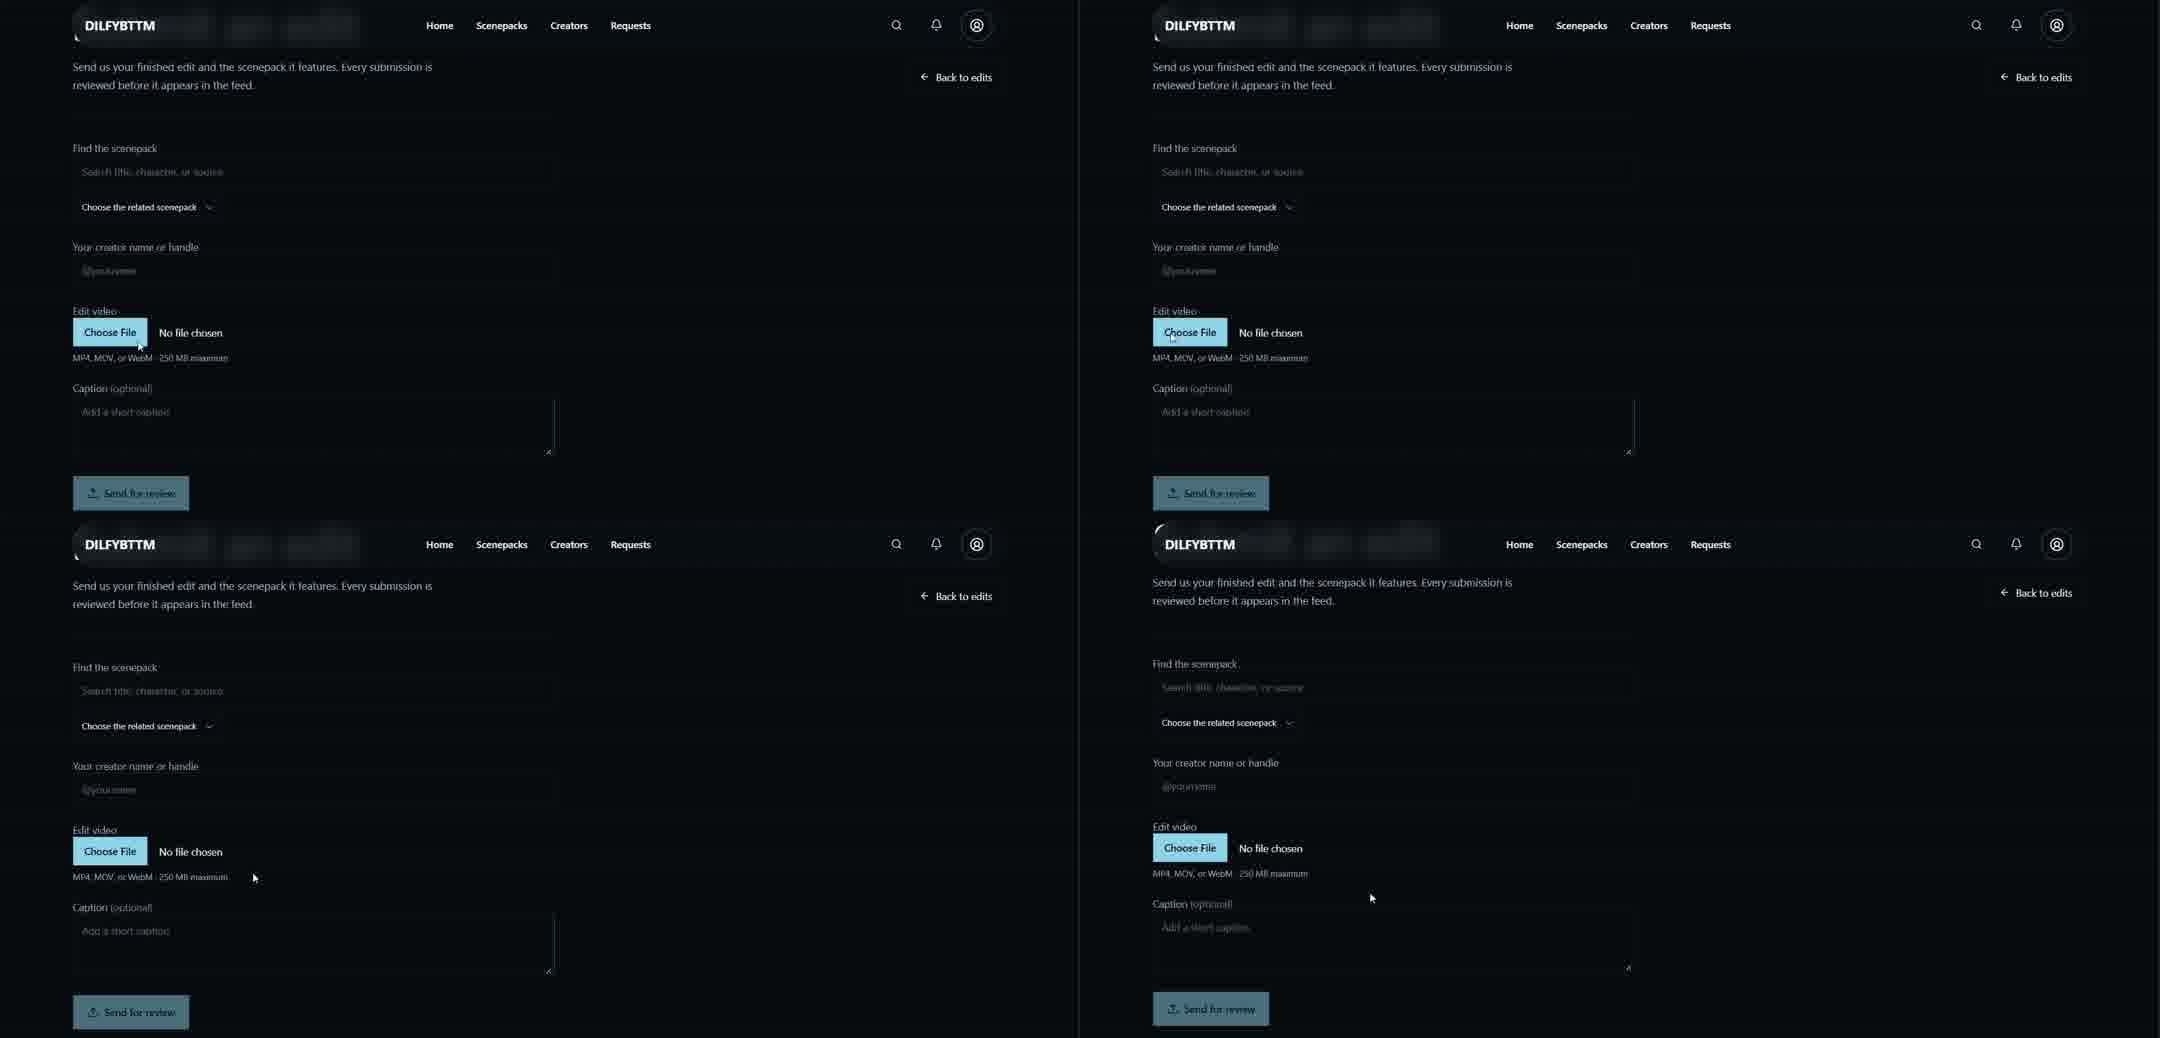 DILFYBTTM Home Scenepacks Creators Requests
Send us your finished edit and the scenepack it features. Every submission is
reviewed before it appears in the feed.
Back to edits
Find the scenepack
Search title, character, or source
Choose the related scenepack
Your creator name or handle
@yourname
Edit video
Choose File No file chosen
MP4, MOV, or WebM · 250 MB maximum
Caption (optional)
Add a short caption
Send for review
DILFYBTTM Home Scenepacks Creators Requests
Send us your finished edit and the scenepack it features. Every submission is
reviewed before it appears in the feed.
Back to edits
Find the scenepack
Search title, character, or source
Choose the related scenepack
Your creator name or handle
@yourname
Edit video
Choose File No file chosen
MP4, MOV, or WebM · 250 MB maximum
Caption (optional)
Add a short caption
Send for review
DILFYBTTM Home Scenepacks Creators Requests
Send us your finished edit and the scenepack it features. Every submission is
reviewed before it appears in the feed.
Back to edits
Find the scenepack
Search title, character, or source
Choose the related scenepack
Your creator name or handle
@yourname
Edit video
Choose File No file chosen
MP4, MOV, or WebM · 250 MB maximum
Caption (optional)
Add a short caption
Send for review
DILFYBTTM Home Scenepacks Creators Requests
Send us your finished edit and the scenepack it features. Every submission is
reviewed before it appears in the feed.
Back to edits
Find the scenepack
Search title, character, or source
Choose the related scenepack
Your creator name or handle
@yourname
Edit video
Choose File No file chosen
MP4, MOV, or WebM · 250 MB maximum
Caption (optional)
Add a short caption
Send for review